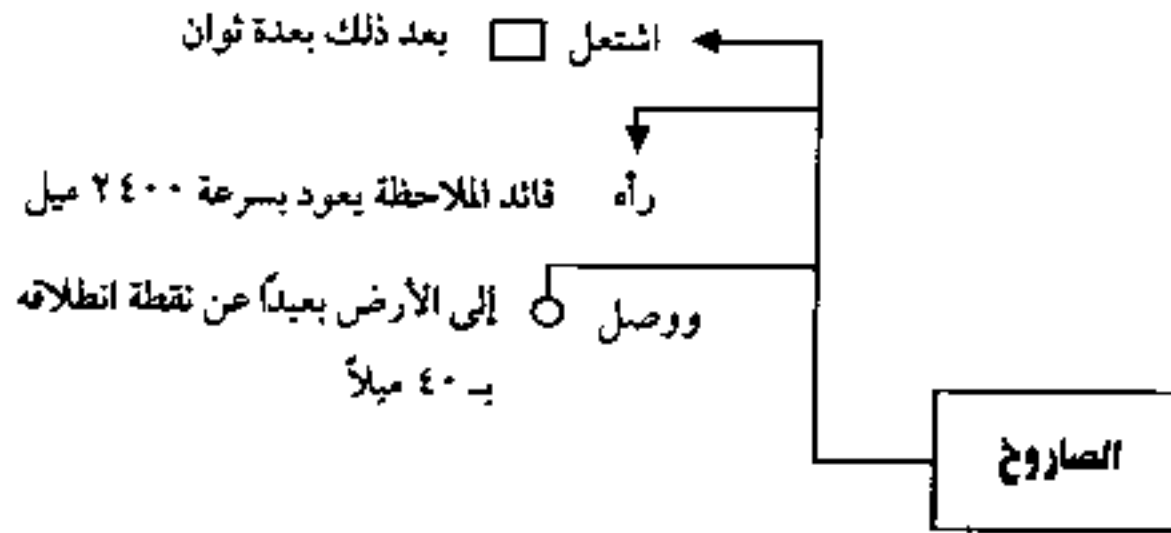 اشتعل بعد ذلك بعدة ثوان
رآه قائد الملاحظة يعود بسرعة ٢٤٠٠ ميل
ووصل إلى الأرض بعيداً عن نقطة انطلاقه
بـ ٤٠ ميلاً
الصاروخ